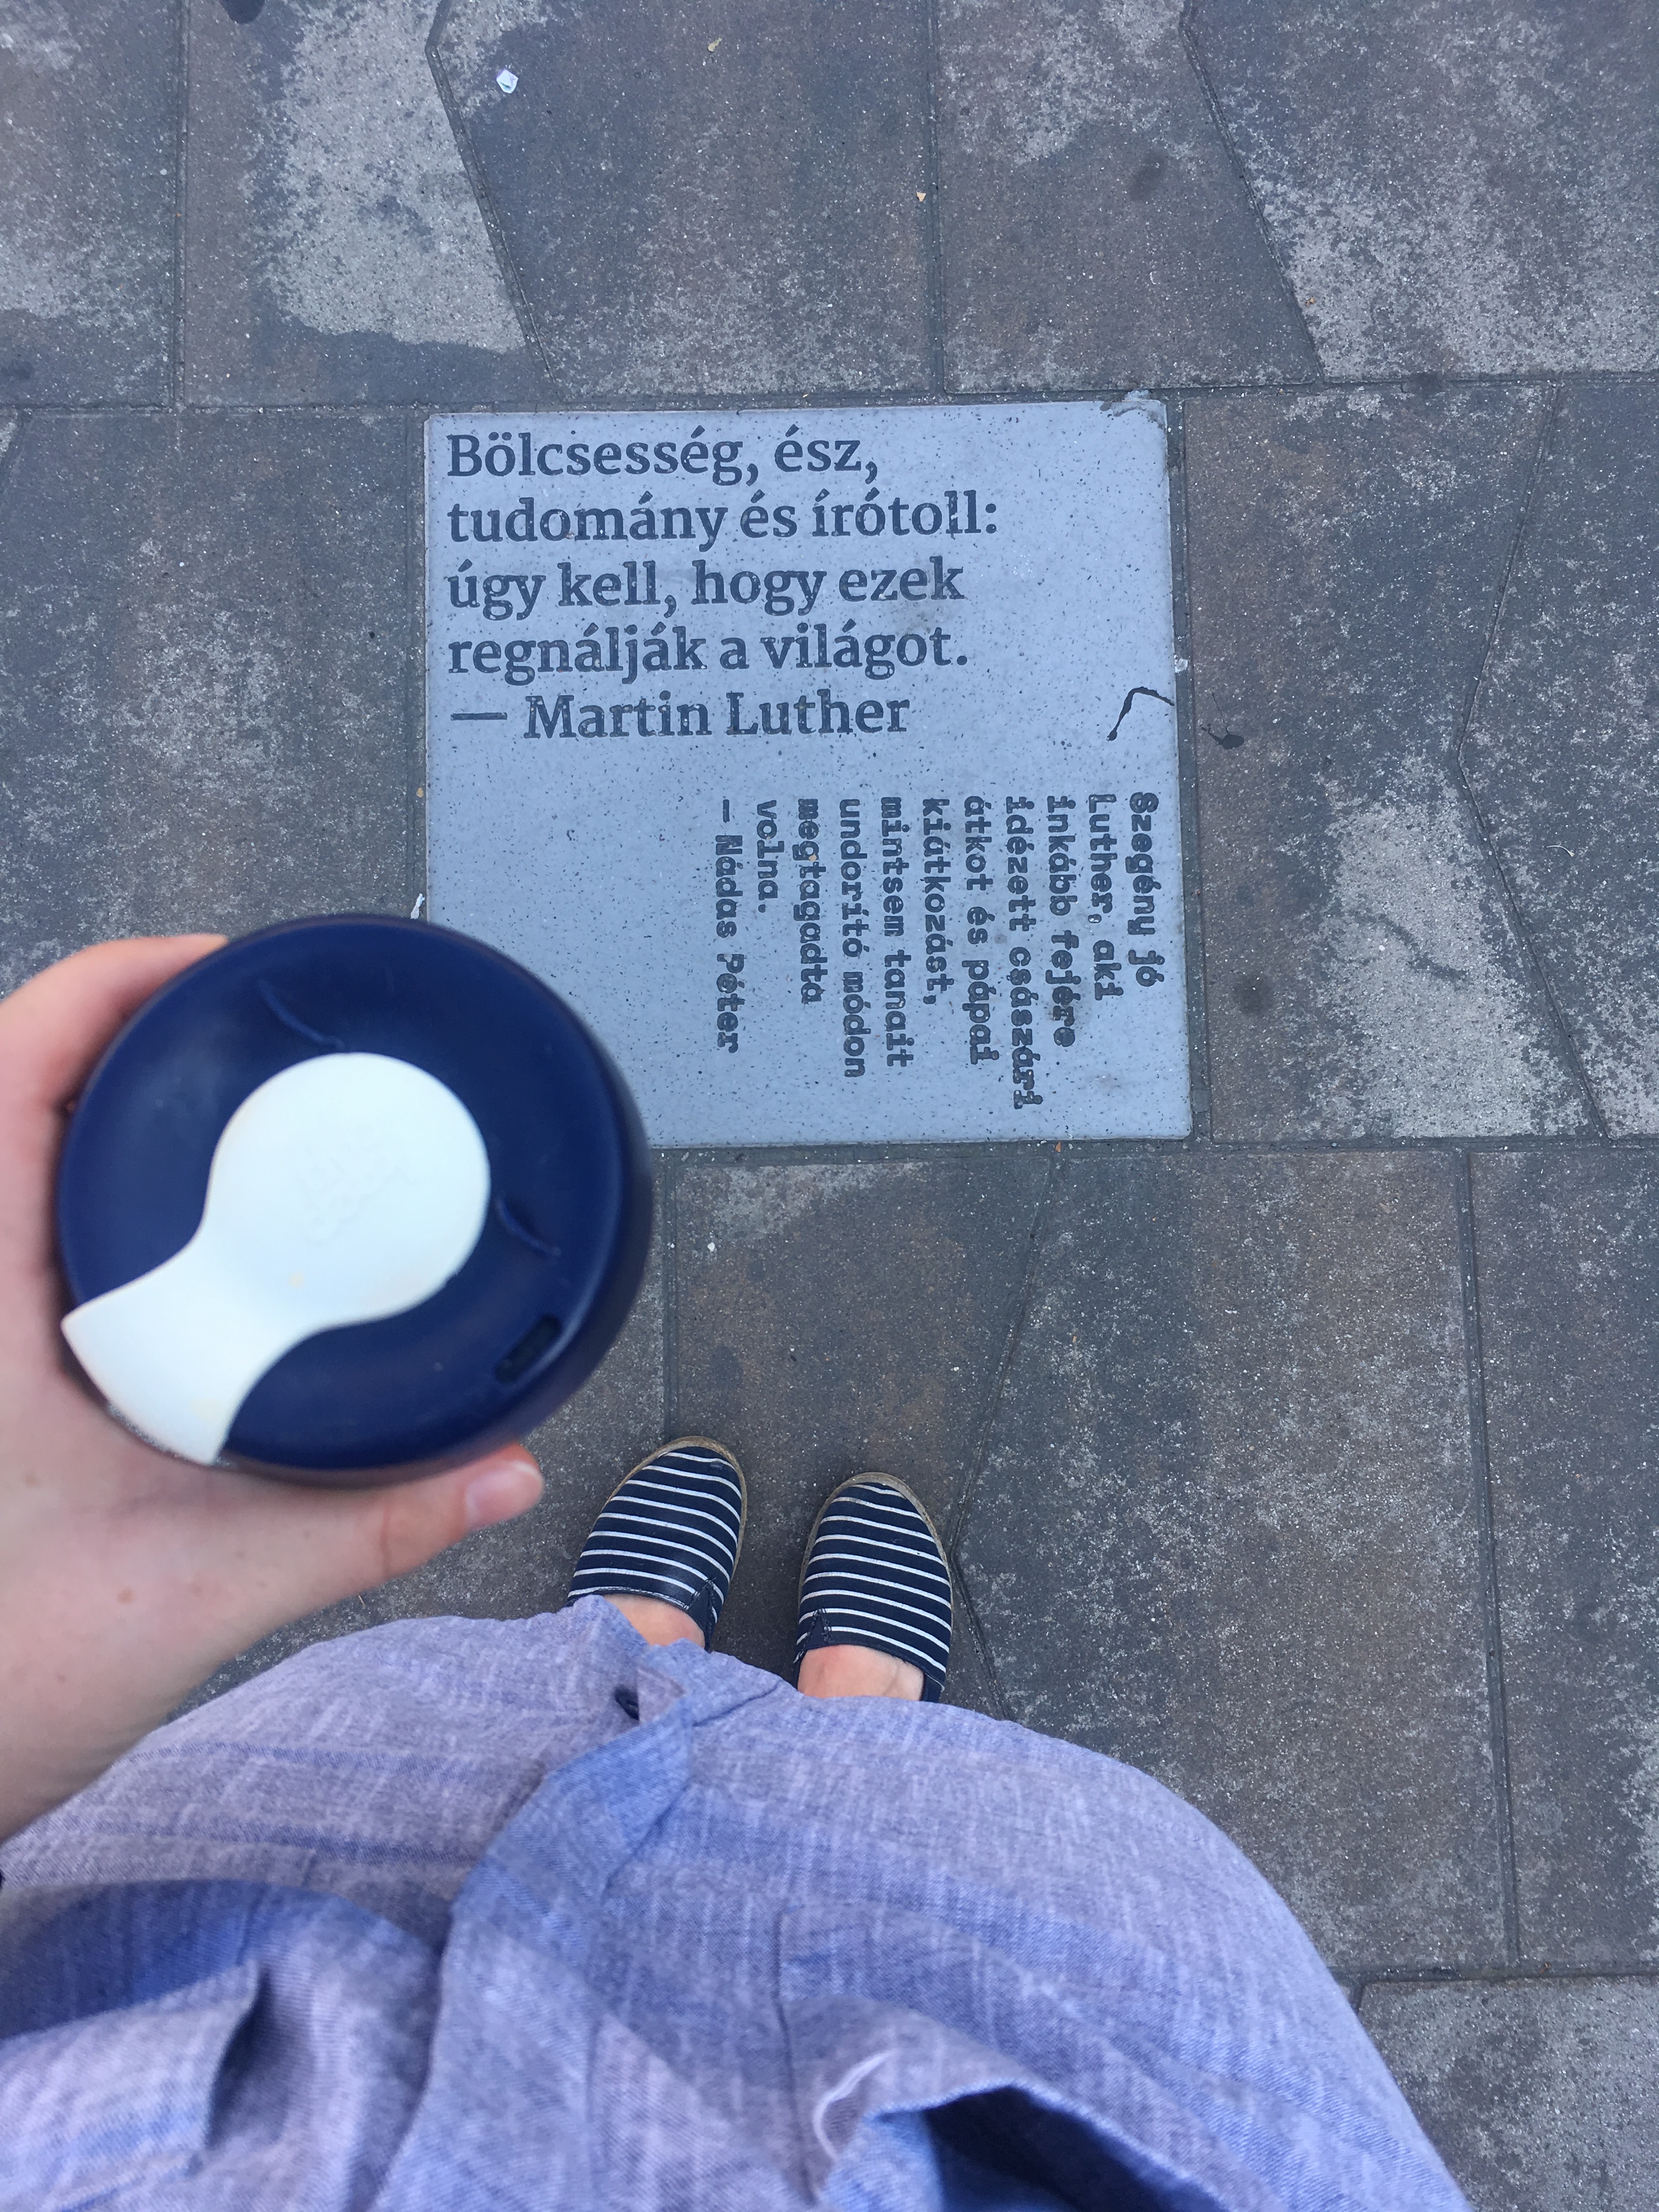 Bölcsesség, ész,
tudomány és írótoll:
úgy kell, hogy ezek
regnálják a világot.
— Martin Luther
Szegény jó
Luther, aki
inkább fejére
idézett császári
átkot és pápai
kiátkozást,
mintsem tanait
undorító módon
megtagadta
volna.
— Nádas Péter